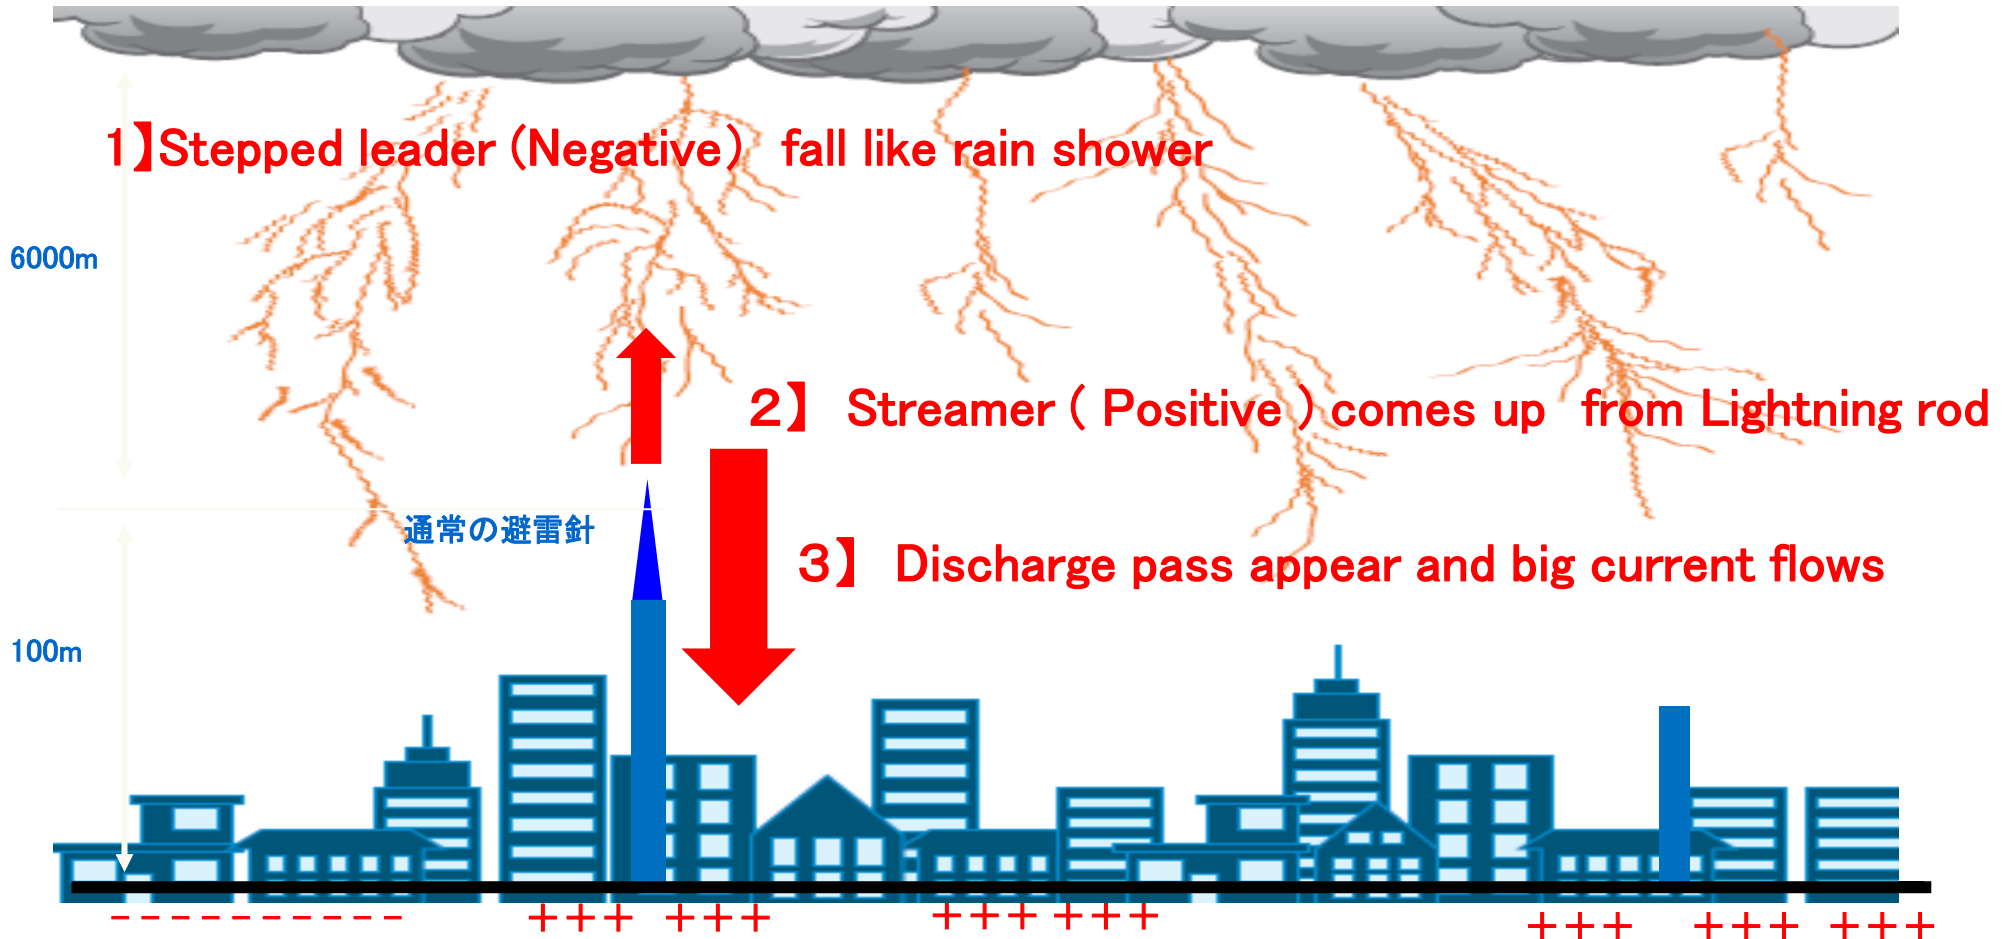 1】Stepped leader (Negative) fall like rain shower
6000m
２】 Streamer ( Positive ) comes up from Lightning rod
通常の避雷針
３】 Discharge pass appear and big current flows
100m
－－－－－－－－－－ +++ +++ +++ +++ +++ +++ +++